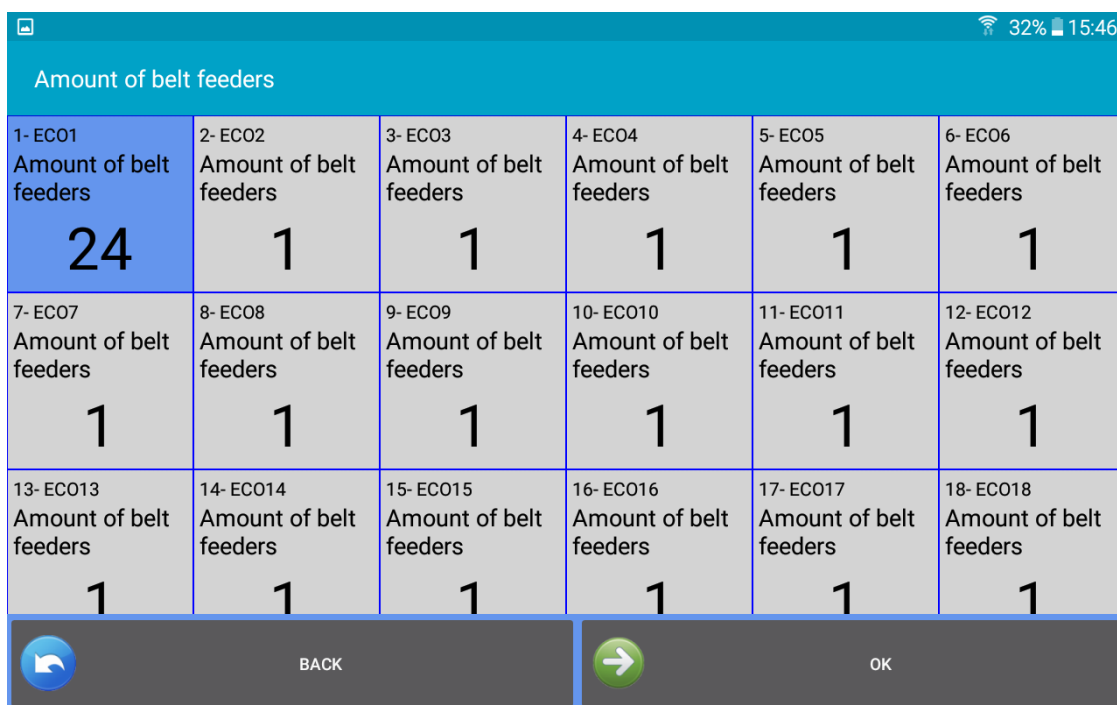 32% 15:46
Amount of belt feeders
1- ECO1
Amount of belt
feeders
24
2- ECO2
Amount of belt
feeders
1
3- ECO3
Amount of belt
feeders
1
4- ECO4
Amount of belt
feeders
1
5- ECO5
Amount of belt
feeders
1
6- ECO6
Amount of belt
feeders
1
7- ECO7
Amount of belt
feeders
1
8- ECO8
Amount of belt
feeders
1
9- ECO9
Amount of belt
feeders
1
10- ECO10
Amount of belt
feeders
1
11- ECO11
Amount of belt
feeders
1
12- ECO12
Amount of belt
feeders
1
13- ECO13
Amount of belt
feeders
1
14- ECO14
Amount of belt
feeders
1
15- ECO15
Amount of belt
feeders
1
16- ECO16
Amount of belt
feeders
1
17- ECO17
Amount of belt
feeders
1
18- ECO18
Amount of belt
feeders
1
BACK
OK